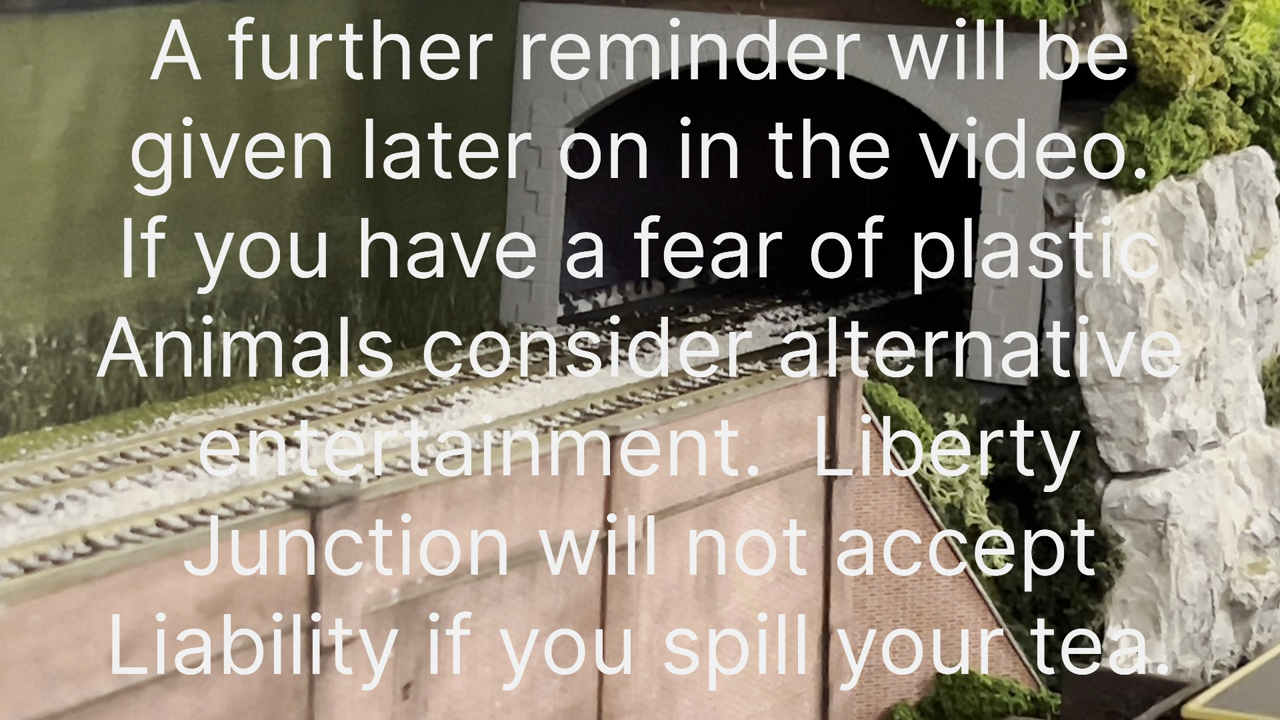 A further reminder will be
given later on in the video.
If you have a fear of plastic
Animals consider alternative
entertainment.  Liberty
Junction will not accept
Liability if you spill your tea.